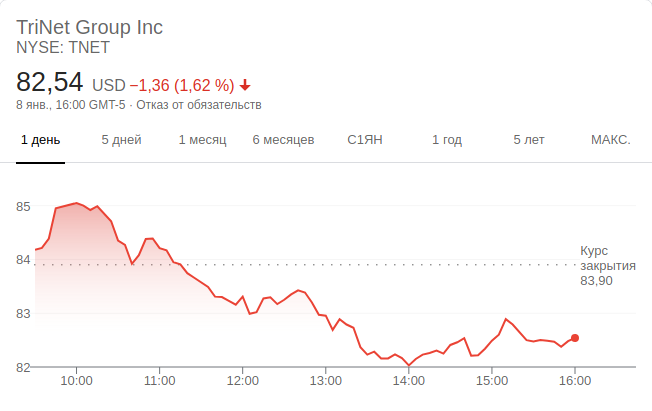 TriNet Group Inc
NYSE: TNET
82,54 USD −1,36 (1,62 %)
8 янв., 16:00 GMT-5 · Отказ от обязательств
1 день 5 дней 1 месяц 6 месяцев С1ЯН 1 год 5 лет МАКС.
85
84
83
82
Курс
закрытия
83,90
10:00 11:00 12:00 13:00 14:00 15:00 16:00